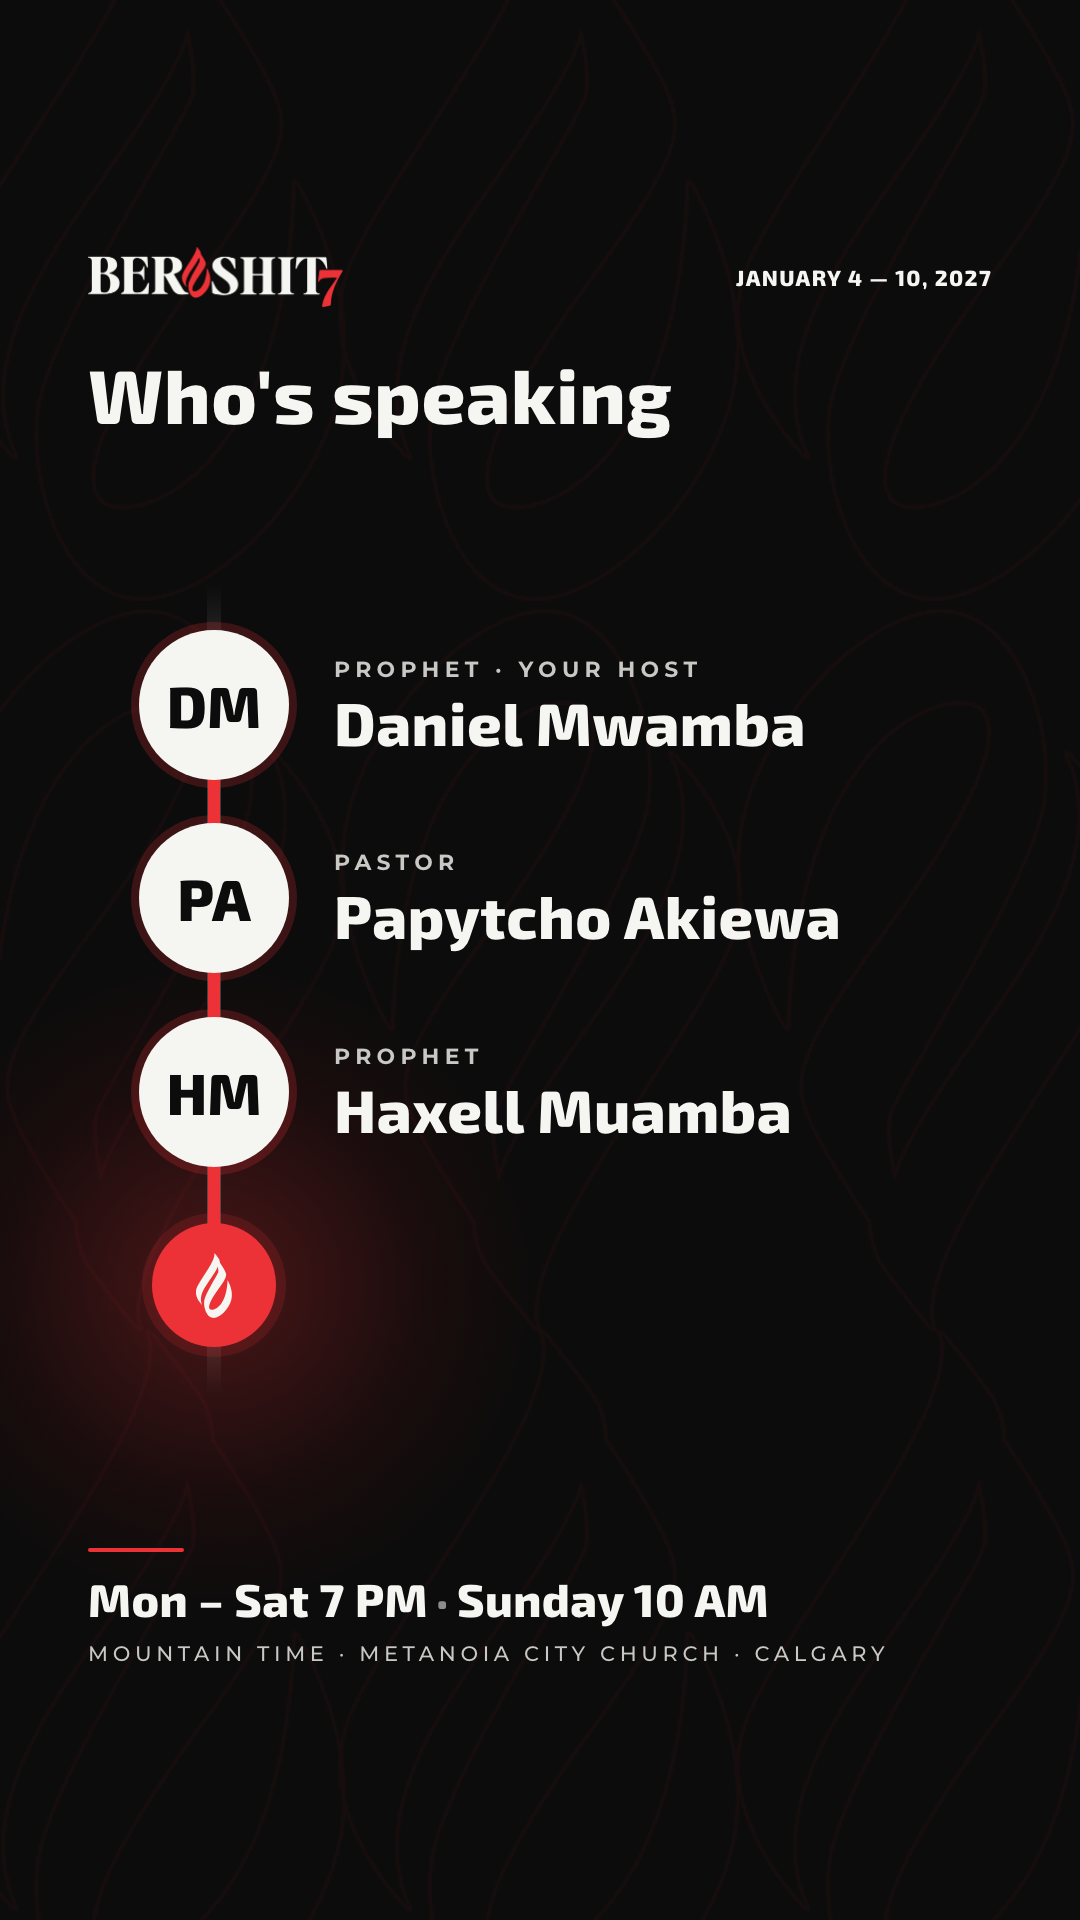 BERESHIT7
JANUARY 4 — 10, 2027
Who's speaking
DM
PROPHET · YOUR HOST
Daniel Mwamba
PA
PASTOR
Papytcho Akiewa
HM
PROPHET
Haxell Muamba
Mon – Sat 7 PM · Sunday 10 AM
MOUNTAIN TIME · METANOIA CITY CHURCH · CALGARY